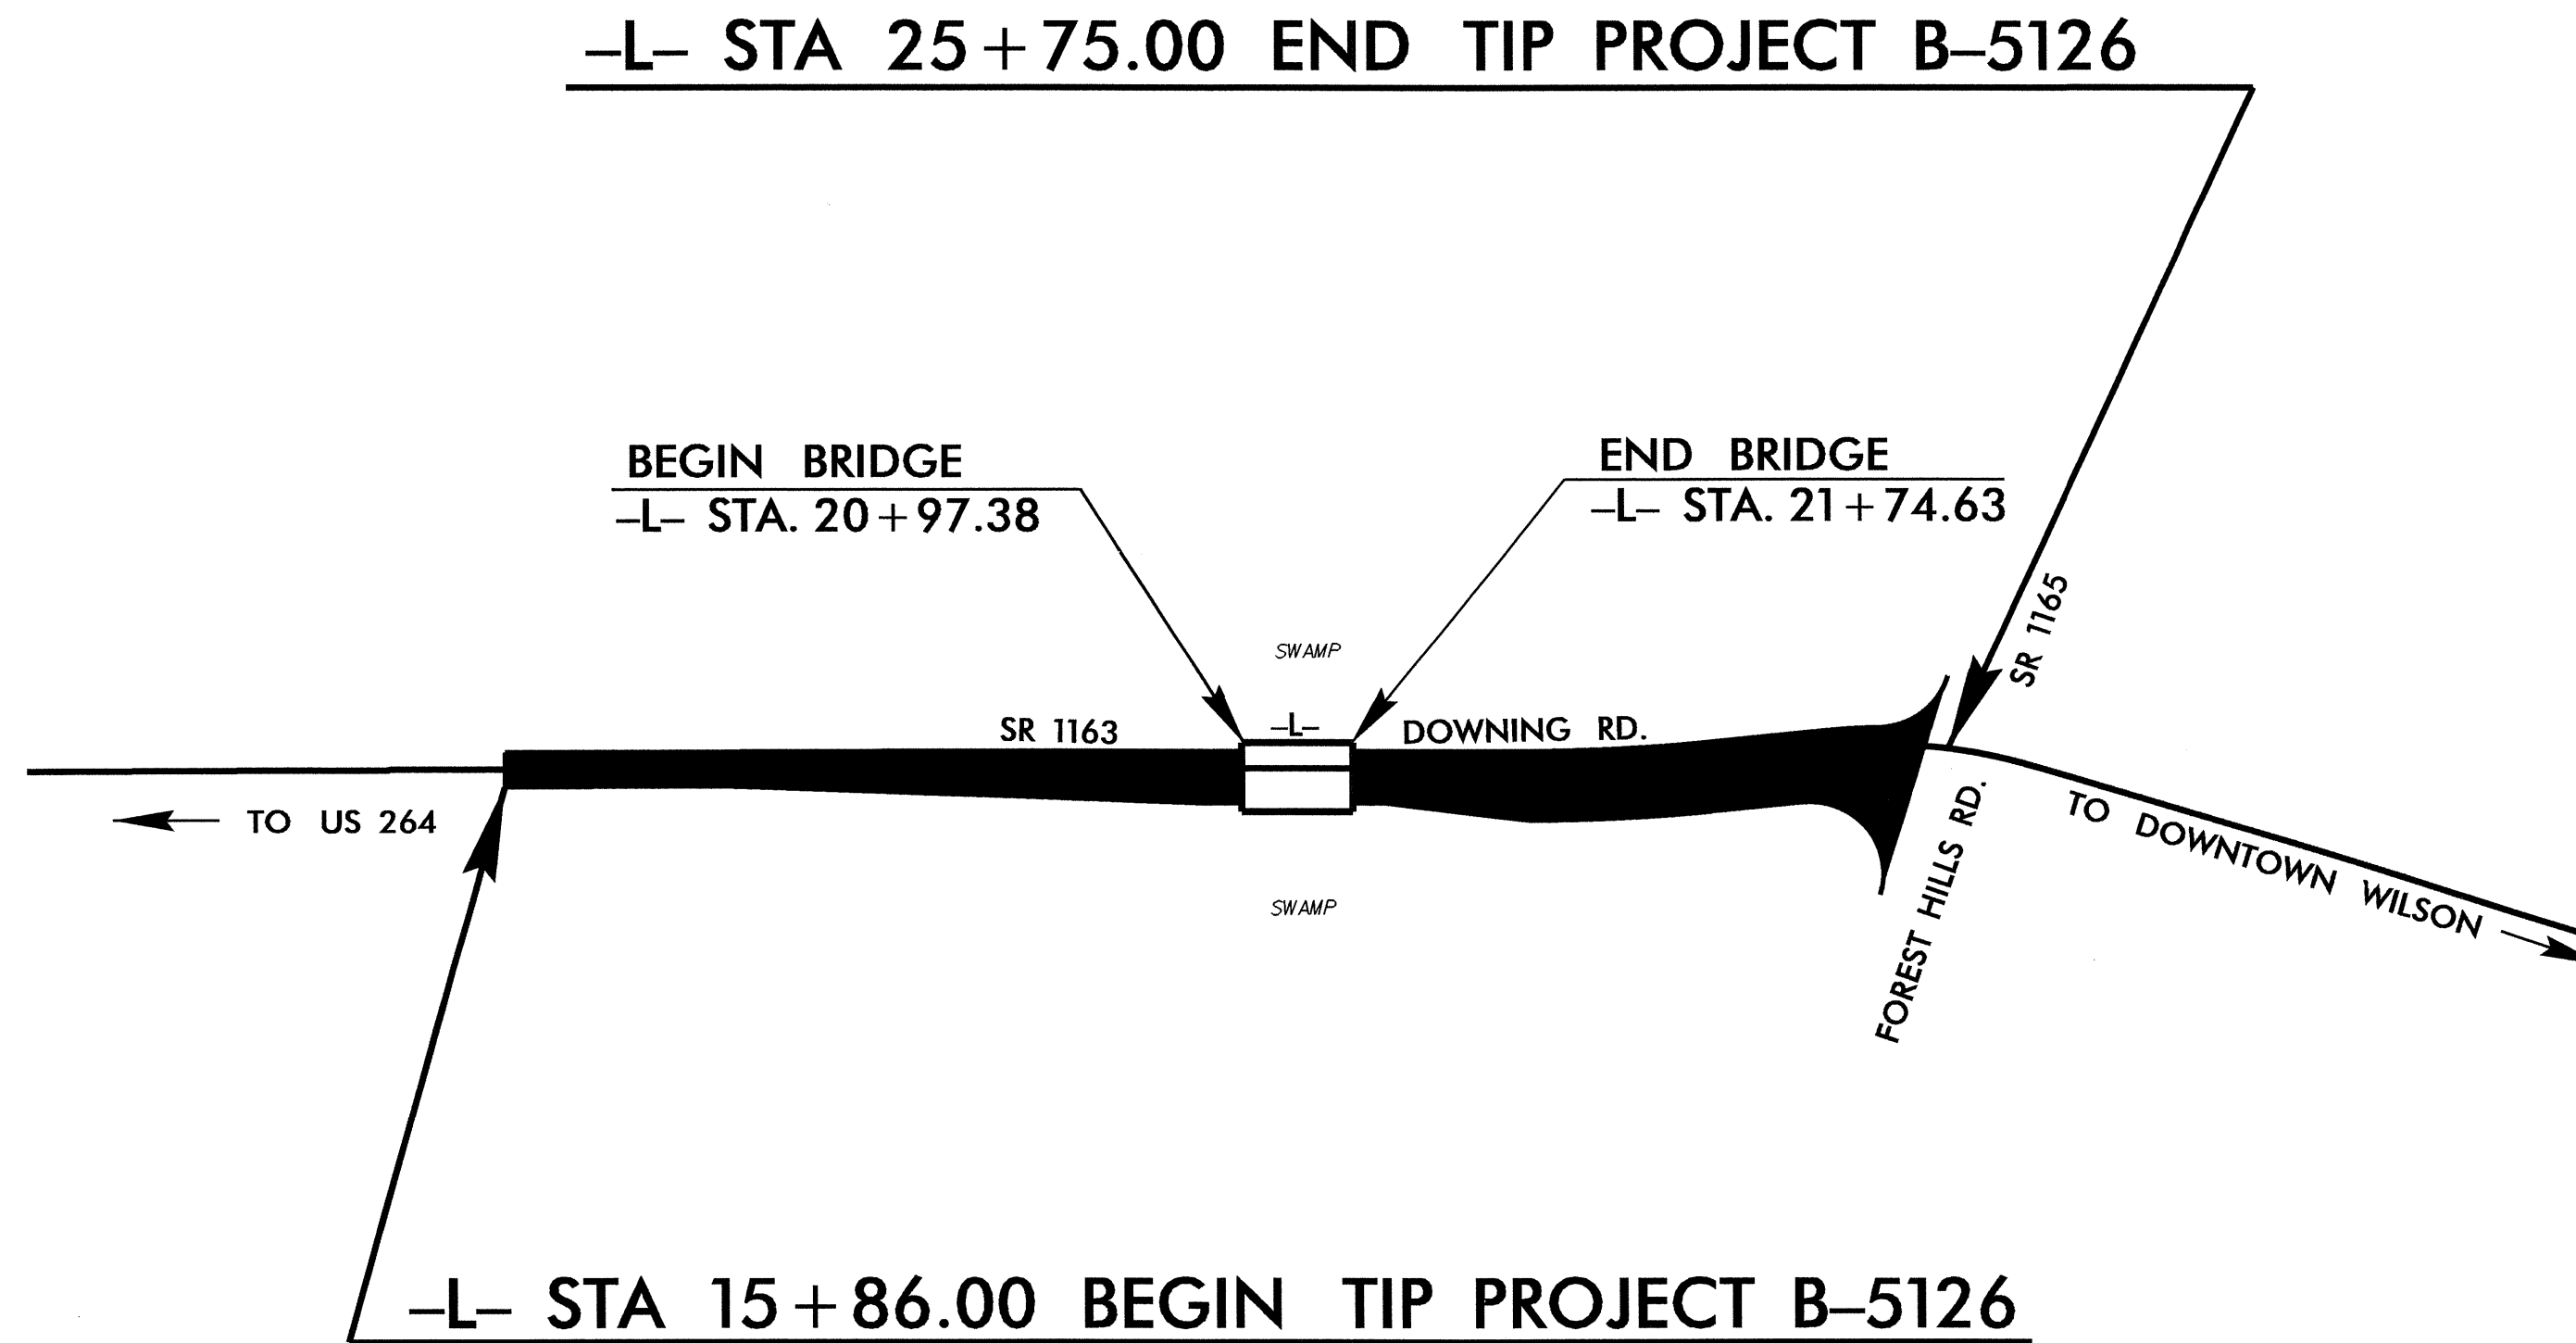 –L– STA 25+75.00 END TIP PROJECT B–5126
BEGIN BRIDGE
–L– STA. 20+97.38
END BRIDGE
–L– STA. 21+74.63
SR 1165
SWAMP
SR 1163
–L–
DOWNING RD.
TO US 264
FOREST HILLS RD.
TO DOWNTOWN WILSON
SWAMP
–L– STA 15+86.00 BEGIN TIP PROJECT B–5126